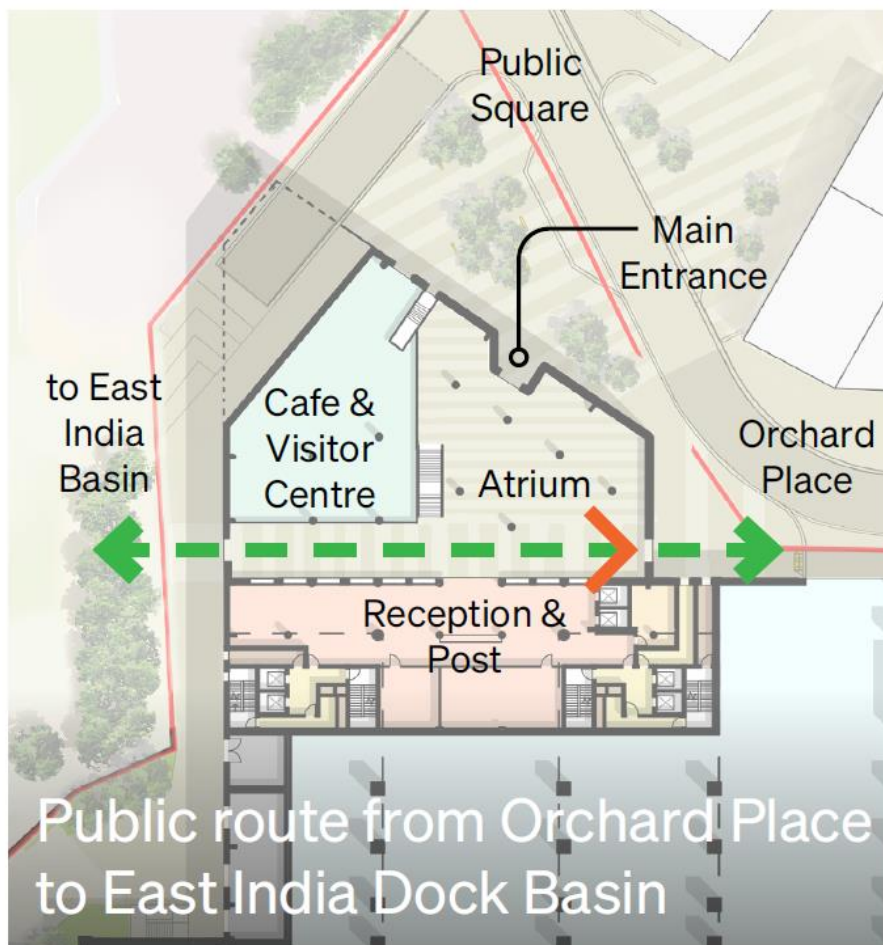 Public
Square
Main
Entrance
to East
India
Basin
Cafe &
Visitor
Centre
Atrium
Orchard
Place
Reception &
Post
Public route from Orchard Place
to East India Dock Basin